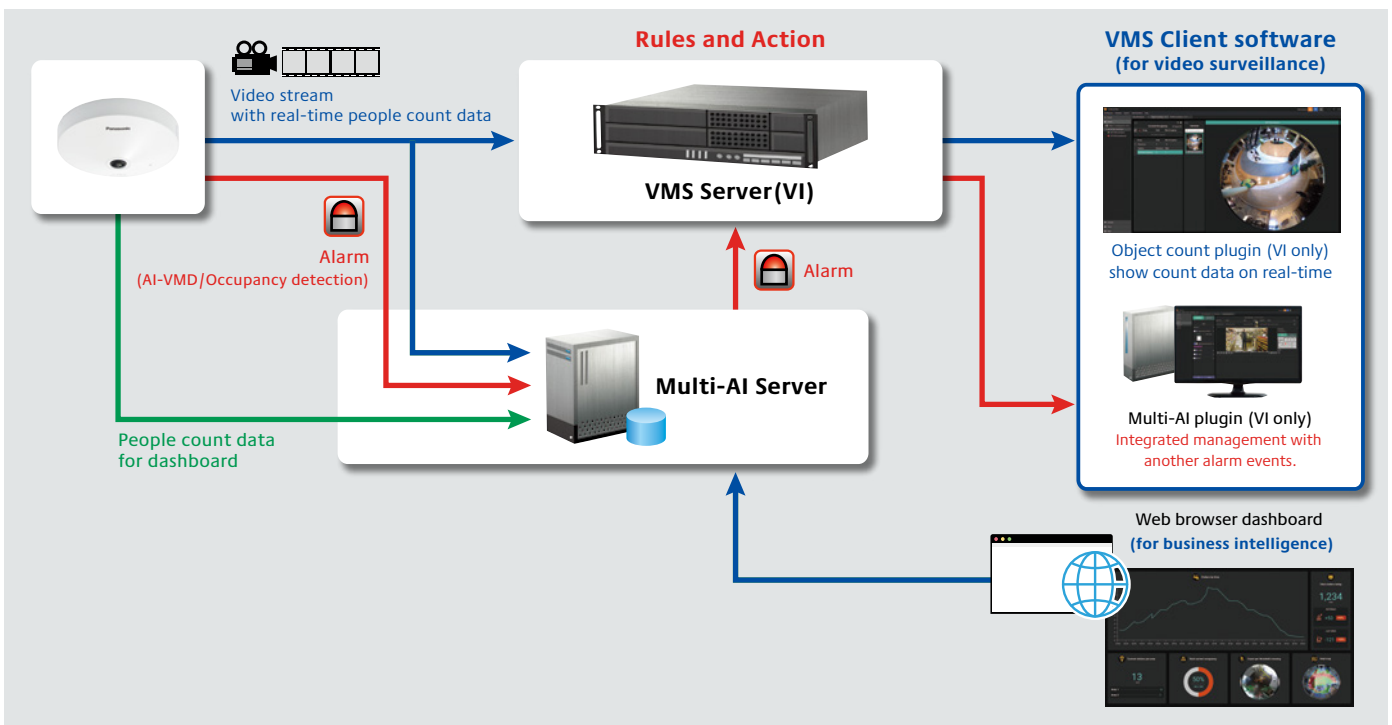 Rules and Action
VMS Client software
(for video surveillance)
Video stream
with real-time people count data
Panasonic
VMS Server(VI)
Alarm
(AI-VMD/Occupancy detection)
Alarm
Object count plugin (VI only)
show count data on real-time
Multi-AI Server
Multi-AI plugin (VI only)
Integrated management with
another alarm events.
People count data
for dashboard
Web browser dashboard
(for business intelligence)
1,234
13
50%